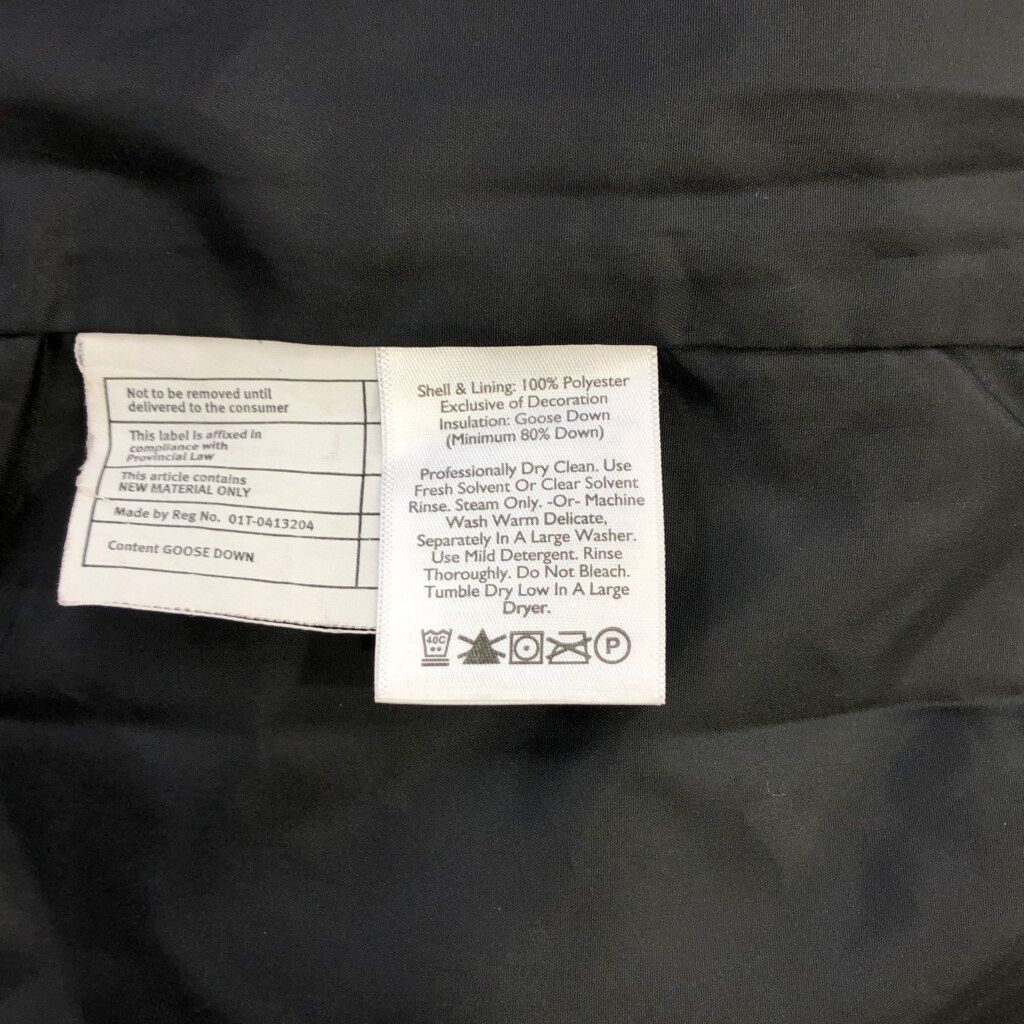 Not to be removed until
delivered to the consumer
This label is affixed in
compliance with
Provincial Law
This article contains
NEW MATERIAL ONLY
Made by Reg No. 01T-0413204
Content GOOSE DOWN
Shell & Lining: 100% Polyester
Exclusive of Decoration
Insulation: Goose Down
(Minimum 80% Down)
Professionally Dry Clean. Use
Fresh Solvent Or Clear Solvent
Rinse. Steam Only. -Or- Machine
Wash Warm Delicate,
Separately In A Large Washer.
Use Mild Detergent. Rinse
Thoroughly. Do Not Bleach.
Tumble Dry Low In A Large
Dryer.
40C P